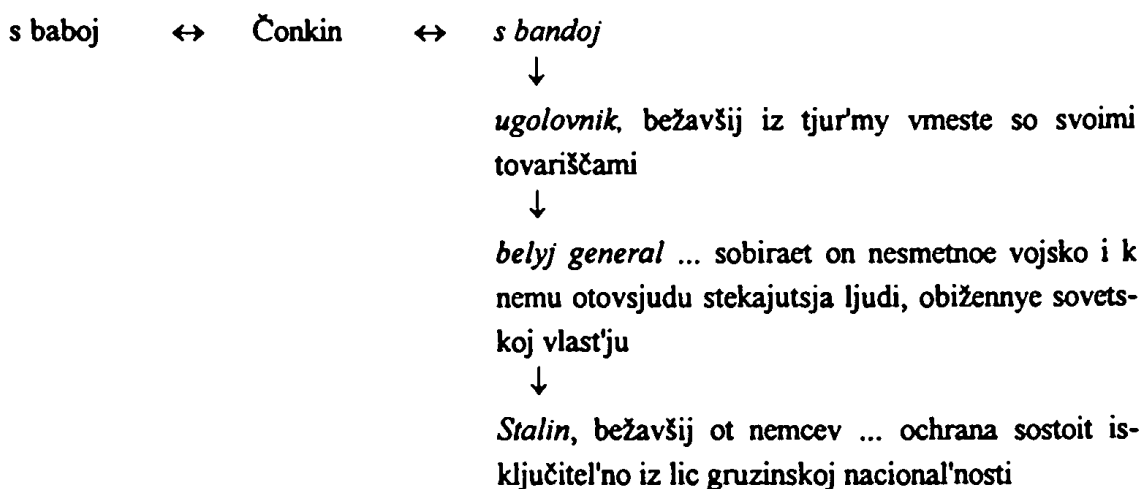 s baboj ↔ Čonkin ↔ s bandoj
↓
ugolovnik, bežavšij iz tjur'my vmeste so svoimi
tovariščami
↓
belyj general ... sobiraet on nesmetnoe vojsko i k
nemu otovsjudu stekajutsja ljudi, obižennye sovets-
koj vlast'ju
↓
Stalin, bežavšij ot nemcev ... ochrana sostoit is-
ključitel'no iz lic gruzinskoj nacional'nosti